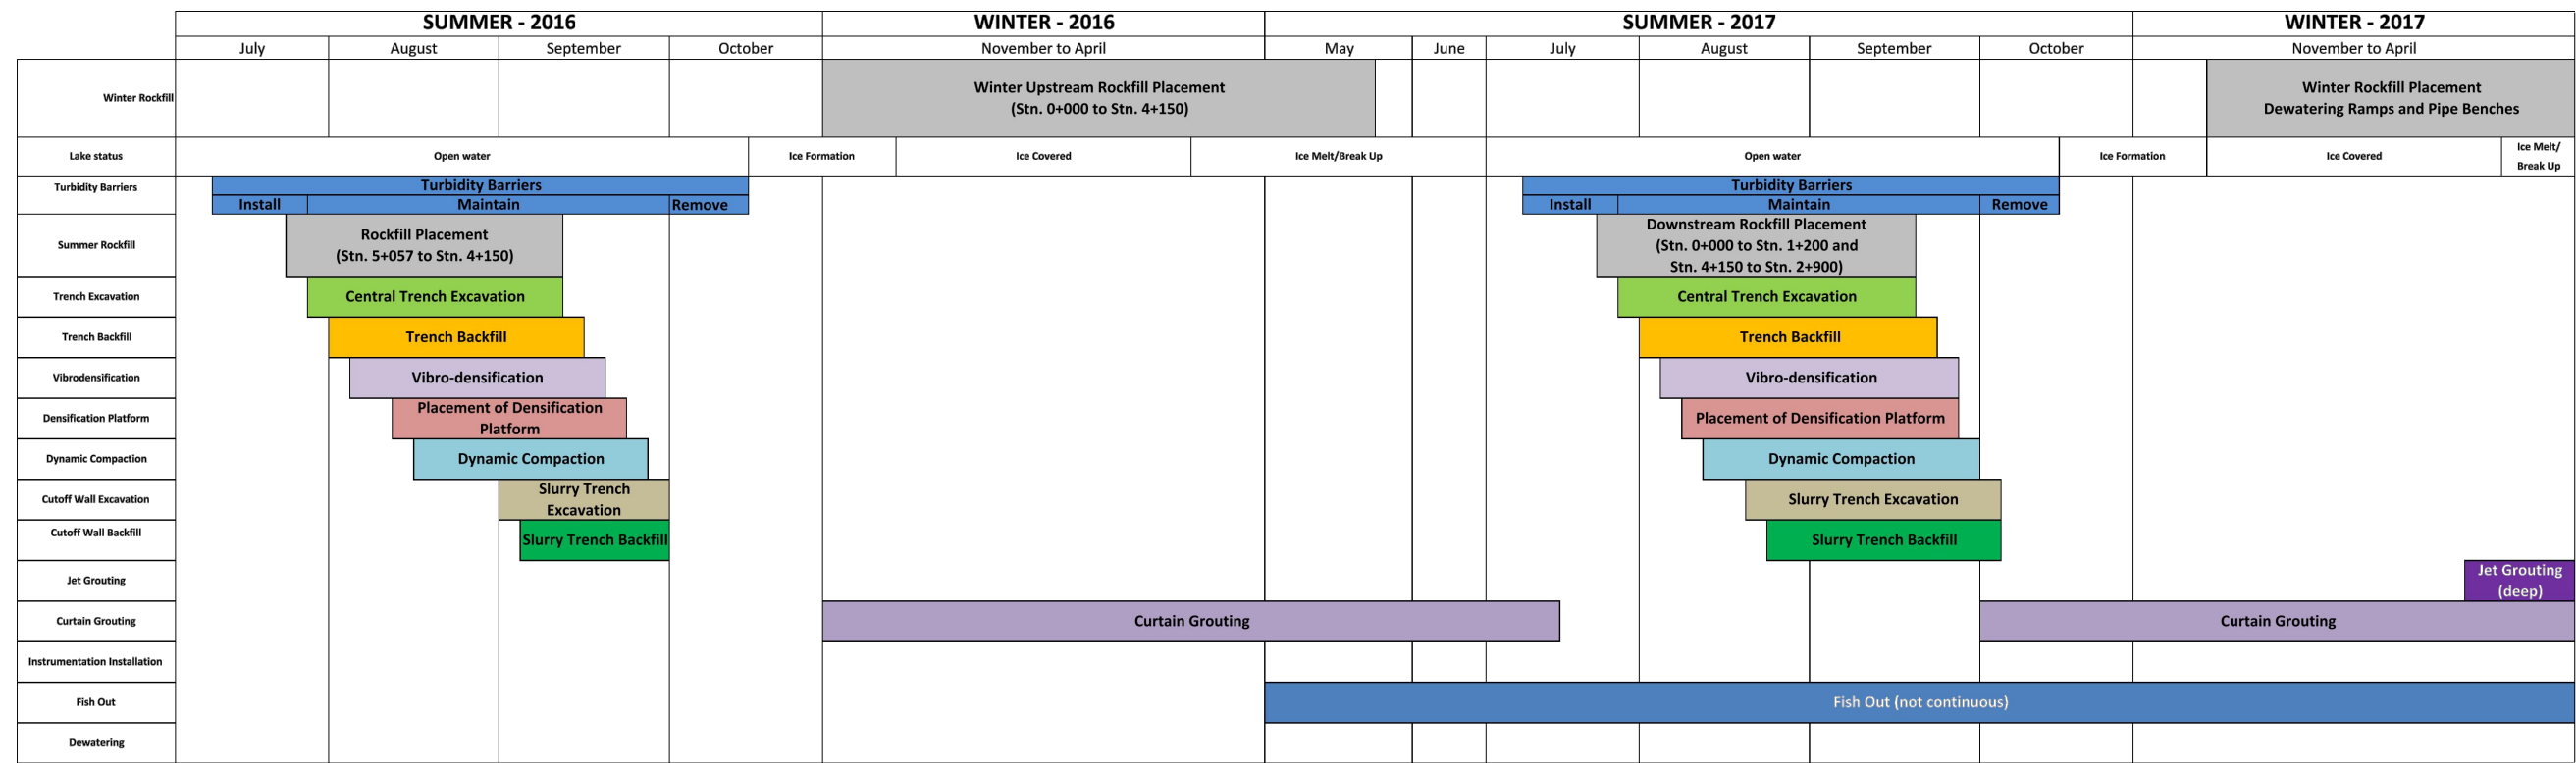 SUMMER - 2016
WINTER - 2016
SUMMER - 2017
WINTER - 2017
July
August
September
October
November to April
May
June
July
August
September
October
November to April
Winter Rockfill
Winter Upstream Rockfill Placement
(Stn. 0+000 to Stn. 4+150)
Winter Rockfill Placement
Dewatering Ramps and Pipe Benches
Lake status
Open water
Ice Formation
Ice Covered
Ice Melt/Break Up
Open water
Ice Formation
Ice Covered
Ice Melt/
Break Up
Turbidity Barriers
Turbidity Barriers
Turbidity Barriers
Install
Maintain
Remove
Install
Maintain
Remove
Summer Rockfill
Rockfill Placement
(Stn. 5+057 to Stn. 4+150)
Downstream Rockfill Placement
(Stn. 0+000 to Stn. 1+200 and
Stn. 4+150 to Stn. 2+900)
Trench Excavation
Central Trench Excavation
Central Trench Excavation
Trench Backfill
Trench Backfill
Trench Backfill
Vibrodensification
Vibro-densification
Vibro-densification
Densification Platform
Placement of Densification
Platform
Placement of Densification Platform
Dynamic Compaction
Dynamic Compaction
Dynamic Compaction
Cutoff Wall Excavation
Slurry Trench
Excavation
Slurry Trench Excavation
Cutoff Wall Backfill
Slurry Trench Backfill
Slurry Trench Backfill
Jet Grouting
Jet Grouting
(deep)
Curtain Grouting
Curtain Grouting
Curtain Grouting
Instrumentation Installation
Fish Out
Fish Out (not continuous)
Dewatering